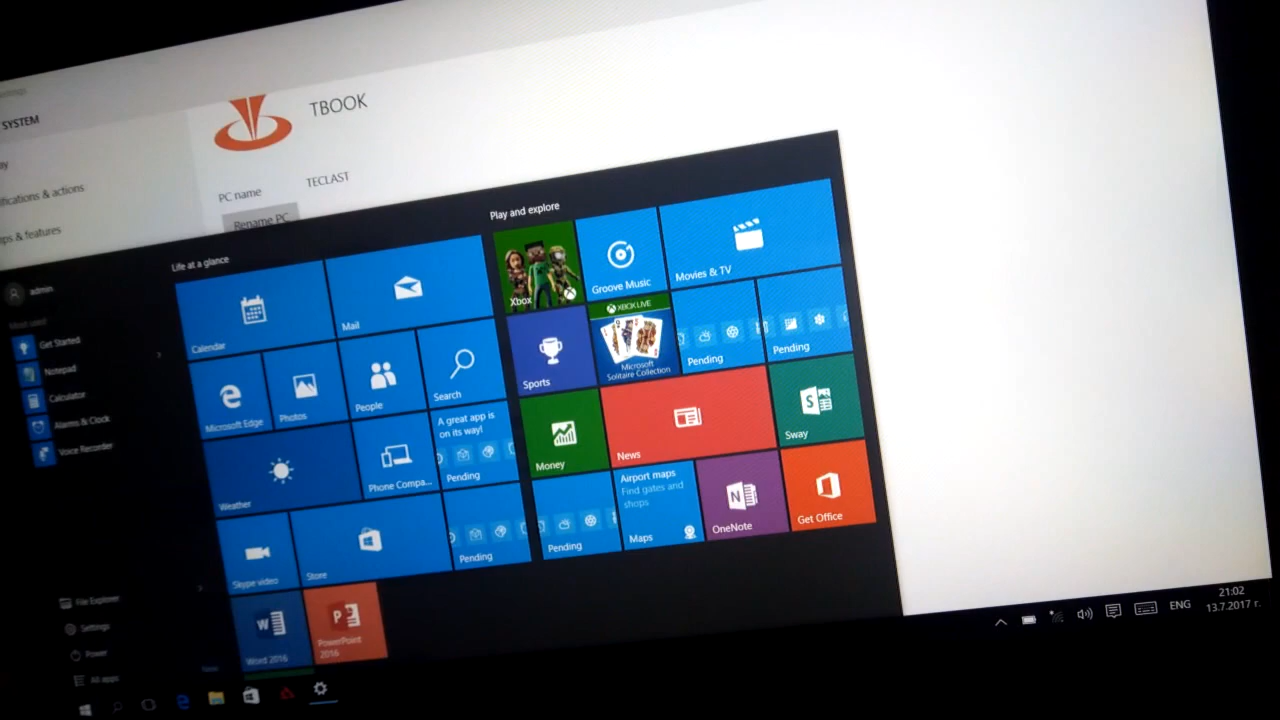 SYSTEM
TBOOK
PC name
TECLAST
Rename PC
admin
Most used
Get Started
Notepad
Calculator
Alarms & Clock
Voice Recorder
File Explorer
Settings
Power
All apps
Life at a glance
Calendar
Mail
Microsoft Edge
Photos
People
Search
Weather
Phone Compa...
A great app is
on its way!
Pending
Skype video
Store
Pending
Word 2016
PowerPoint
2016
Play and explore
Xbox
Groove Music
Movies & TV
Sports
XBOX LIVE
Microsoft
Solitaire Collection
Pending
Pending
Money
News
Sway
Pending
Airport maps
Find gates and
shops
Maps
OneNote
Get Office
ENG
21:02
13.7.2017 г.